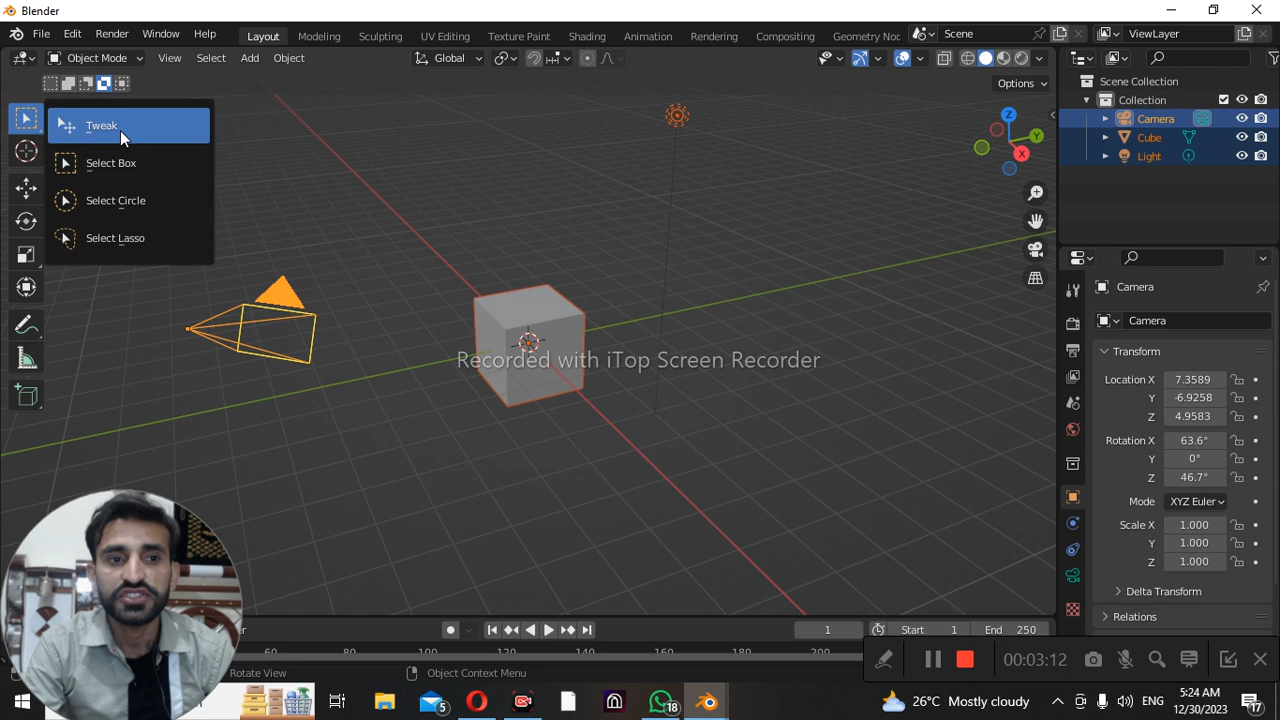 Blender
File Edit Render Window Help
Layout Modeling Sculpting UV Editing Texture Paint Shading Animation Rendering Compositing Geometry Noc
Scene
ViewLayer
Object Mode
View Select Add Object
Global
Options
Tweak
Select Box
Select Circle
Select Lasso
Z
Y
X
Scene Collection
Collection
Camera
Cube
Light
Camera
Camera
Transform
Location X 7.3589
Y -6.9258
Z 4.9583
Rotation X 63.6°
Y 0°
Z 46.7°
Mode XYZ Euler
Scale X 1.000
Y 1.000
Z 1.000
Delta Transform
Relations
Recorded with iTop Screen Recorder
1 Start 1 End 250
60 80 100 120 140 160 180 200
Rotate View Object Context Menu
00:03:12
5 18 26°C Mostly cloudy
5:24 AM
12/30/2023
17